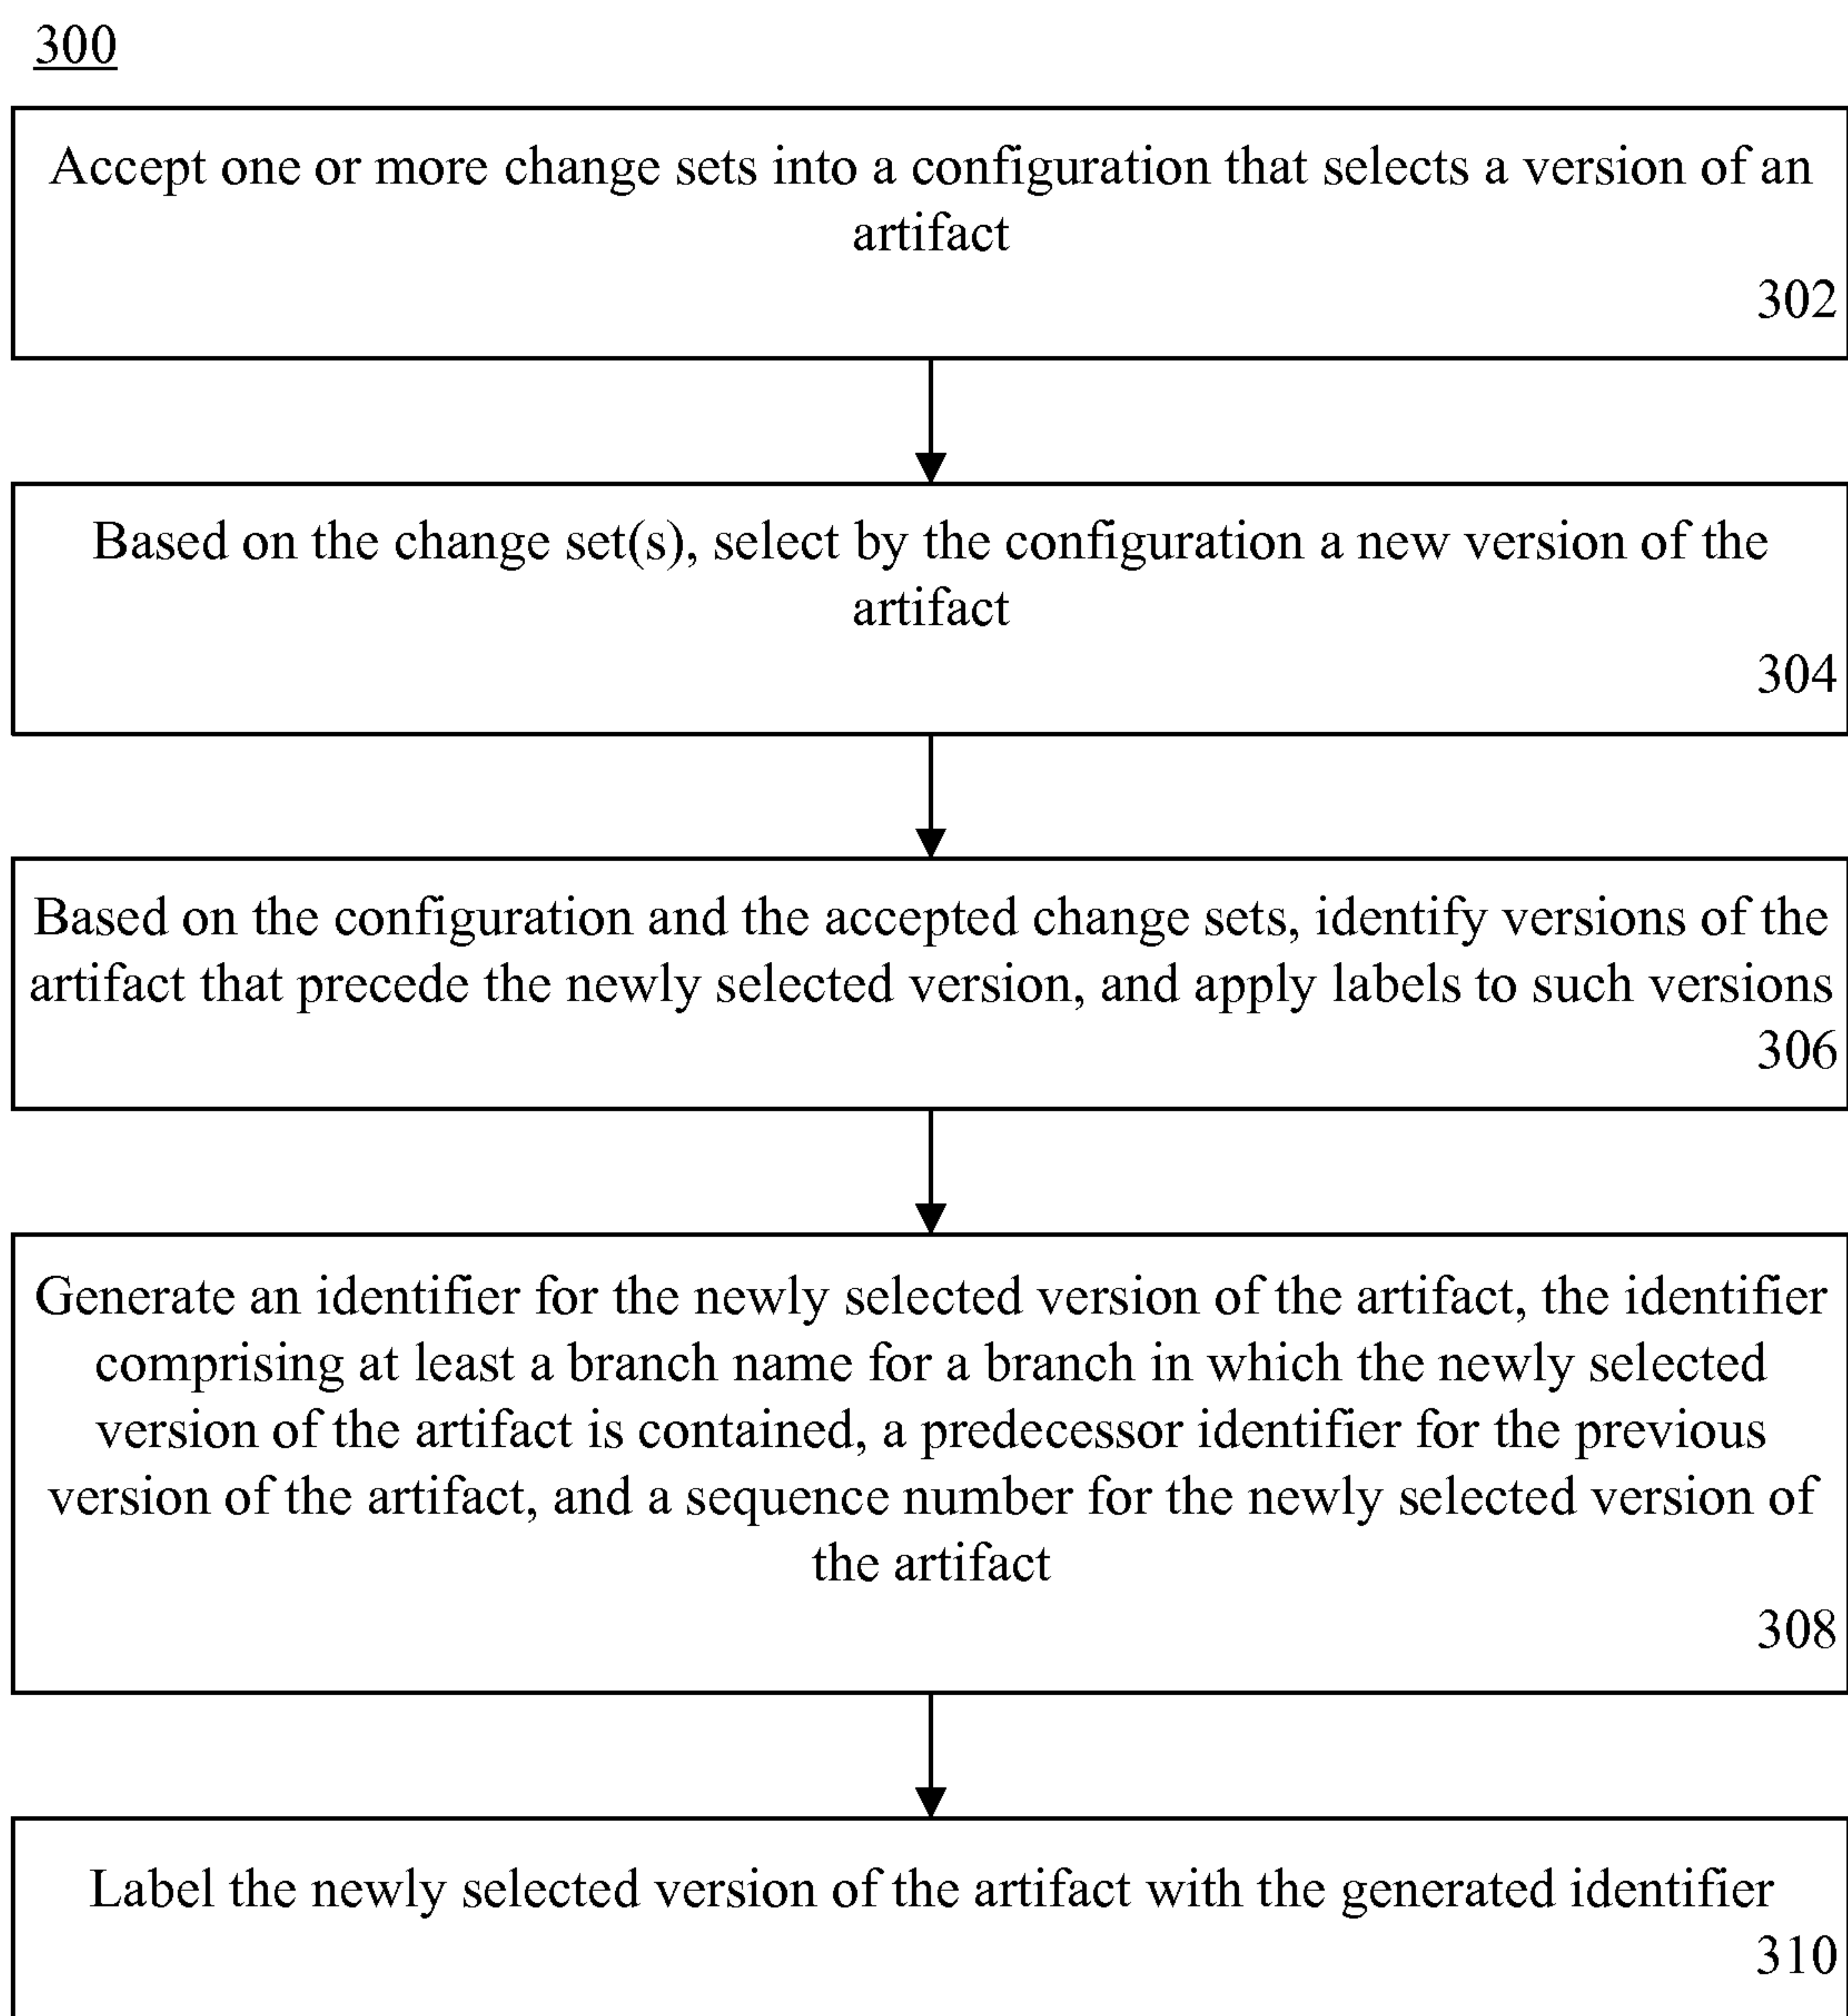 300
Accept one or more change sets into a configuration that selects a version of an
artifact
302
Based on the change set(s), select by the configuration a new version of the
artifact
304
Based on the configuration and the accepted change sets, identify versions of the
artifact that precede the newly selected version, and apply labels to such versions
306
Generate an identifier for the newly selected version of the artifact, the identifier
comprising at least a branch name for a branch in which the newly selected
version of the artifact is contained, a predecessor identifier for the previous
version of the artifact, and a sequence number for the newly selected version of
the artifact
308
Label the newly selected version of the artifact with the generated identifier
310